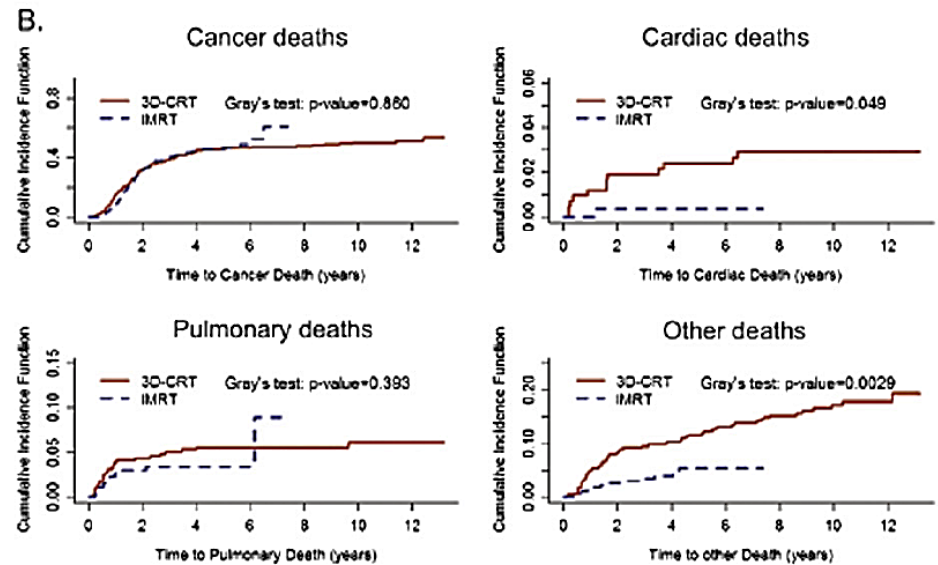 B.
Cancer deaths
Cumulative Incidence Function
0.0 0.4 0.8
3D-CRT
IMRT
Gray's test: p-value=0.860
0 2 4 6 8 10 12
Time to Cancer Death (years)
Cardiac deaths
Cumulative Incidence Function
0.00 0.02 0.04 0.06
3D-CRT
IMRT
Gray's test: p-value=0.049
0 2 4 6 8 10 12
Time to Cardiac Death (years)
Pulmonary deaths
Cumulative Incidence Function
0.00 0.05 0.10 0.15
3D-CRT
IMRT
Gray's test: p-value=0.393
0 2 4 6 8 10 12
Time to Pulmonary Death (years)
Other deaths
Cumulative Incidence Function
0.00 0.10 0.20
3D-CRT
IMRT
Gray's test: p-value=0.0029
0 2 4 6 8 10 12
Time to other Death (years)